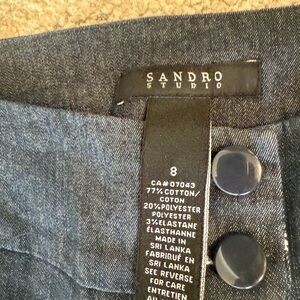 SANDRO
STUDIO
8
CA#07043
77%COTTON/
COTON
20%POLYESTER
POLYESTER
3%ELASTANE
ÉLASTHANNE
MADE IN
SRI LANKA
FABRIQUÉ EN
SRI LANKA
SEE REVERSE
FOR CARE
ENTRETIEN